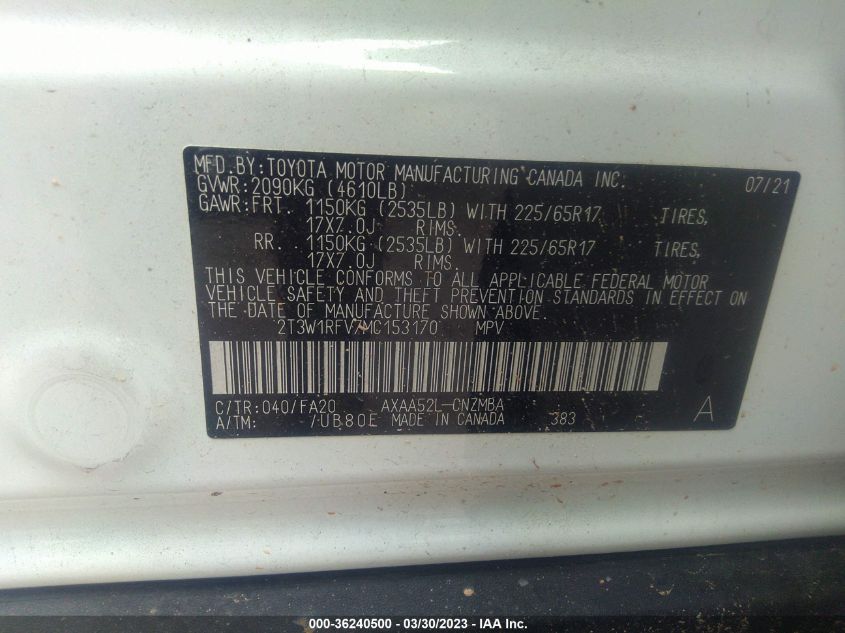 MFD.BY:TOYOTA MOTOR MANUFACTURING CANADA INC. 07/21
GVWR:2090KG (4610LB)
GAWR:FRT. 1150KG (2535LB) WITH 225/65R17 TIRES,
17X7.0J RIMS.
RR. 1150KG (2535LB) WITH 225/65R17 TIRES,
17X7.0J RIMS.
THIS VEHICLE CONFORMS TO ALL APPLICABLE FEDERAL MOTOR
VEHICLE SAFETY AND THEFT PREVENTION STANDARDS IN EFFECT ON
THE DATE OF MANUFACTURE SHOWN ABOVE.
2T3W1RFV7MC153170 MPV
C/TR:040/FA20 AXAA52L-CNZMBA A
A/TM: UB80E MADE IN CANADA 383
000-36240500 — 03/30/2023 — IAA Inc.